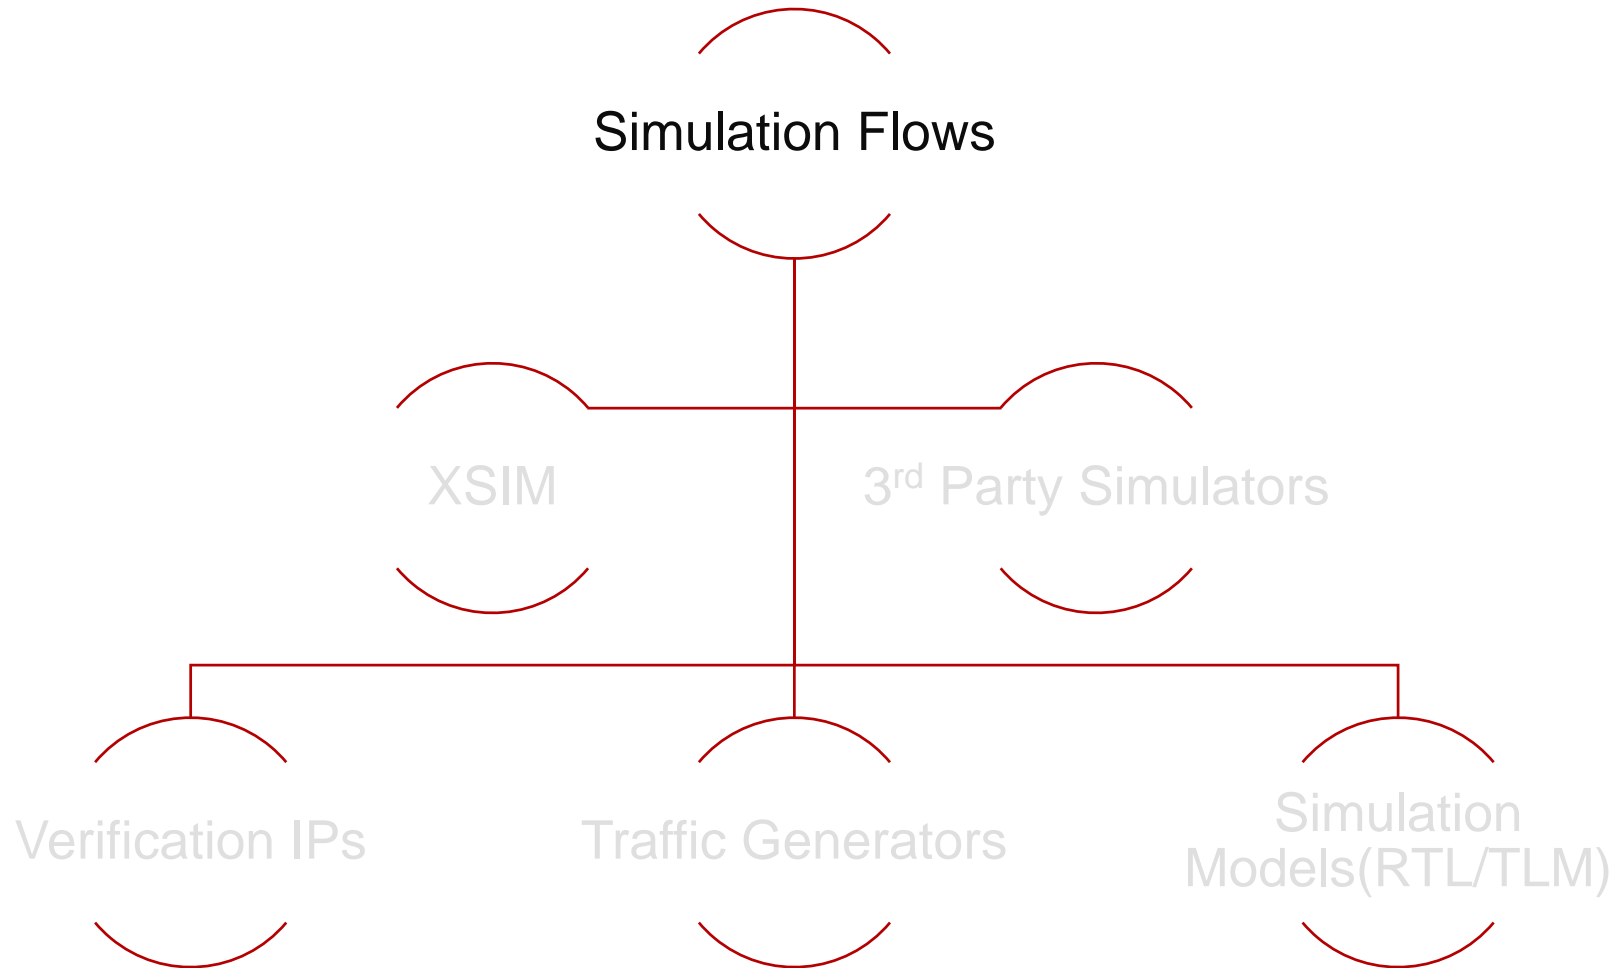 Simulation Flows
XSIM
3rd Party Simulators
Verification IPs
Traffic Generators
Simulation
Models(RTL/TLM)